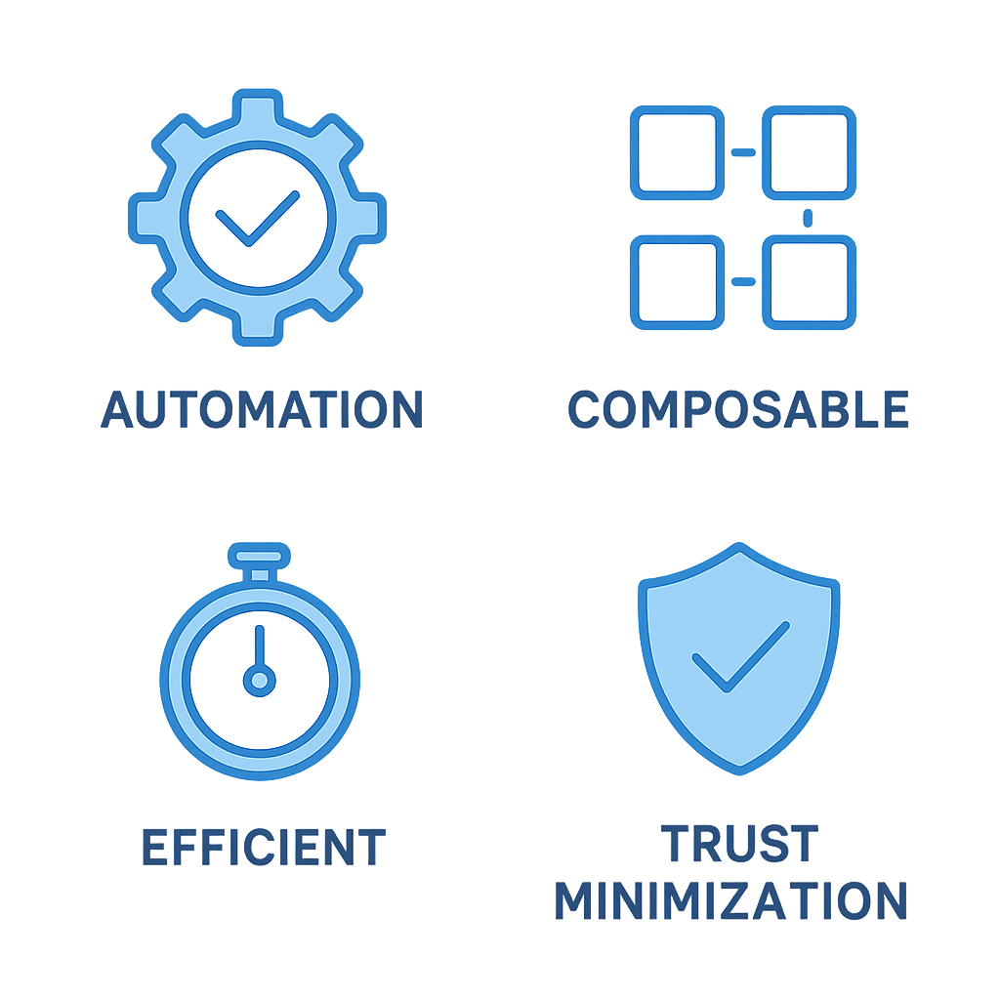 AUTOMATION
COMPOSABLE
EFFICIENT
TRUST
MINIMIZATION